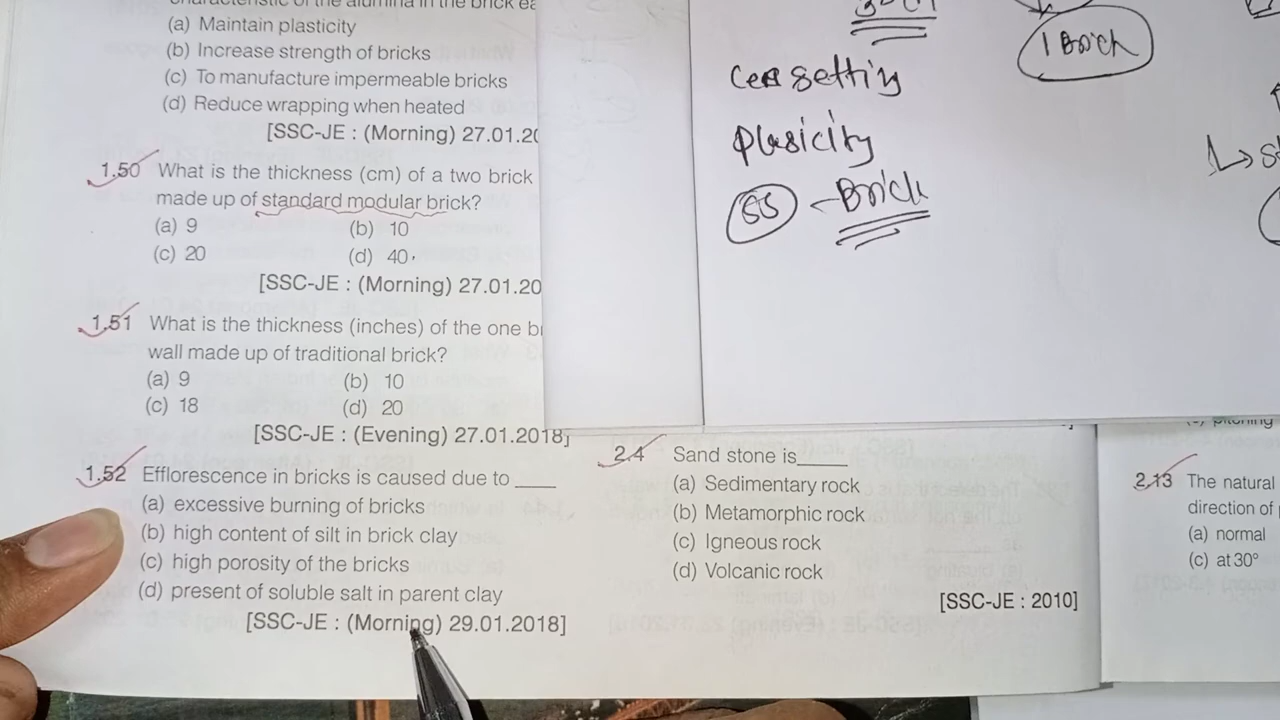 (a) Maintain plasticity
(b) Increase strength of bricks
(c) To manufacture impermeable bricks
(d) Reduce wrapping when heated
[SSC-JE : (Morning) 27.01.2
1.50 What is the thickness (cm) of a two brick
made up of standard modular brick?
(a) 9 (b) 10
(c) 20 (d) 40
[SSC-JE : (Morning) 27.01.20
1.51 What is the thickness (inches) of the one
wall made up of traditional brick?
(a) 9 (b) 10
(c) 18 (d) 20
[SSC-JE : (Evening) 27.01.2018]
1.52 Efflorescence in bricks is caused due to ____
(a) excessive burning of bricks
(b) high content of silt in brick clay
(c) high porosity of the bricks
(d) present of soluble salt in parent clay
[SSC-JE : (Morning) 29.01.2018]
1 Brick
plasicity
SS - Brick
2.4 Sand stone is____
(a) Sedimentary rock
(b) Metamorphic rock
(c) Igneous rock
(d) Volcanic rock
[SSC-JE : 2010]
2.13 The natural
direction of
(a) normal
(c) at 30°